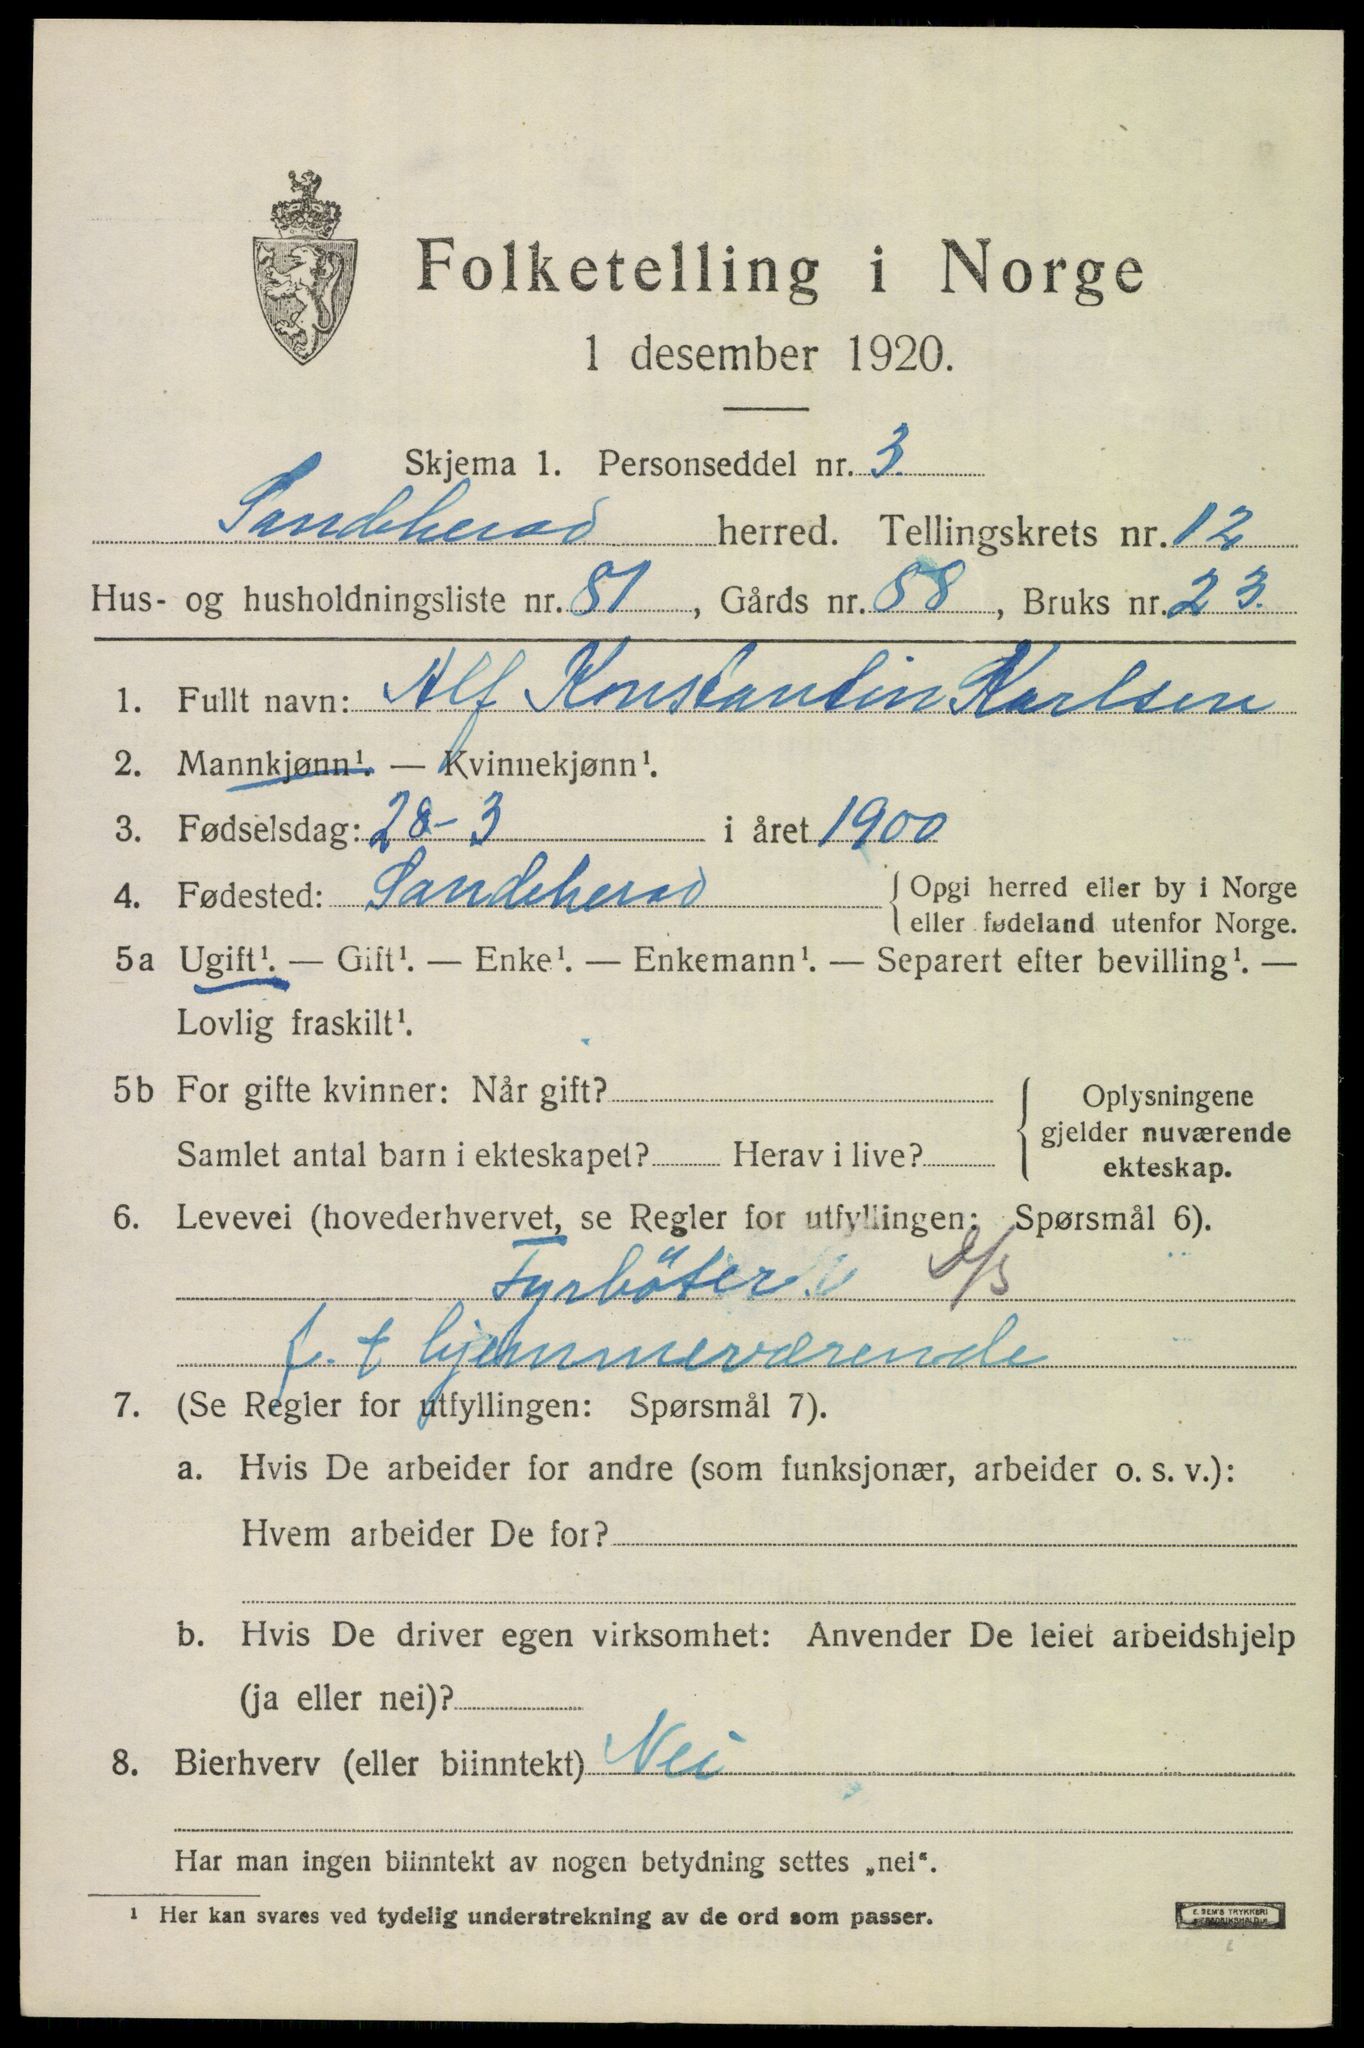 Folketelling i Norge
1 desember 1920.
Skjema 1. Personseddel nr. 3.
Sandeherad herred. Tellingskrets nr. 12
Hus- og husholdningsliste nr. 81, Gårds nr. 58, Bruks nr. 23.
1. Fullt navn: Alf Konstantin Karlsen
2. Mannkjønn¹. — Kvinnekjønn¹.
3. Fødselsdag: 28-3 i året 1900
4. Fødested: Sandeherad { Opgi herred eller by i Norge
eller fødeland utenfor Norge.
5a Ugift¹. — Gift¹. — Enke¹. — Enkemann¹. — Separert efter bevilling¹. —
Lovlig fraskilt¹.
5b For gifte kvinner: Når gift?
Samlet antal barn i ekteskapet? Herav i live?
Oplysningene
gjelder nuværende
ekteskap.
6. Levevei (hovederhvervet, se Regler for utfyllingen: Spørsmål 6).
Fyrböter
f. t hjemmeværende
7. (Se Regler for utfyllingen: Spørsmål 7).
a. Hvis De arbeider for andre (som funksjonær, arbeider o. s. v.):
Hvem arbeider De for?
b. Hvis De driver egen virksomhet: Anvender De leiet arbeidshjelp
(ja eller nei)?
8. Bierhverv (eller biinntekt) Nei
Har man ingen biinntekt av nogen betydning settes „nei“.
¹ Her kan svares ved tydelig understrekning av de ord som passer.
E. SEM'S TRYKKERI
FREDRIKSHALD